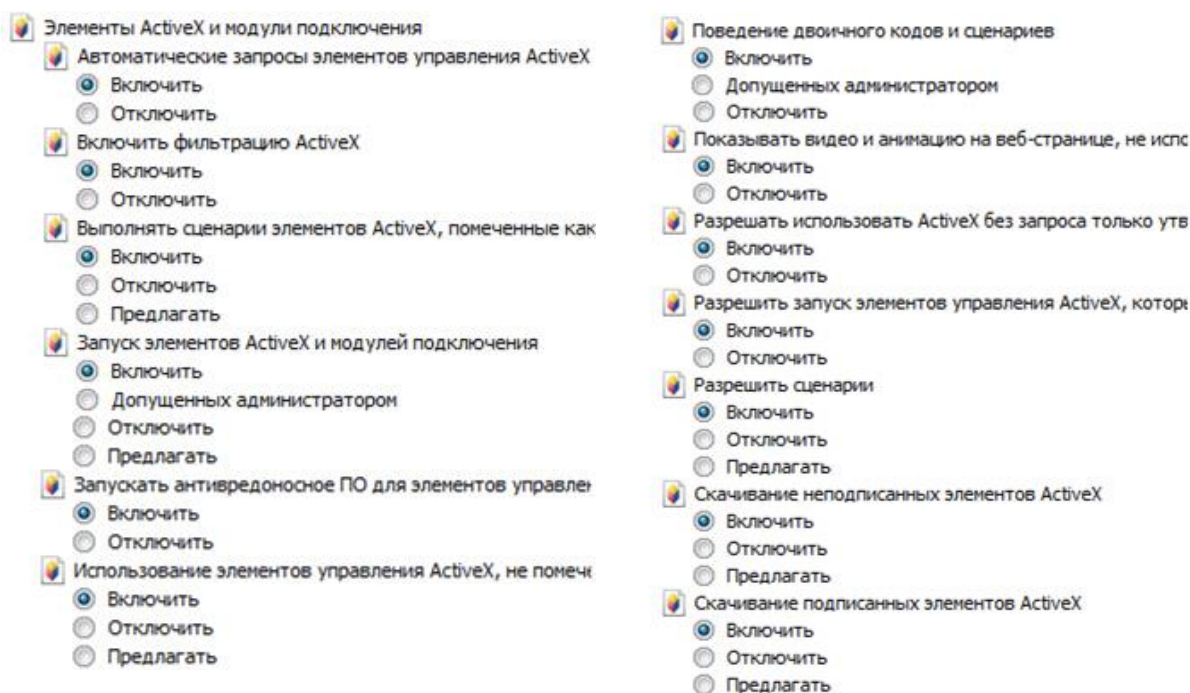 Элементы ActiveX и модули подключения
Автоматические запросы элементов управления ActiveX
Включить
Отключить
Включить фильтрацию ActiveX
Включить
Отключить
Выполнять сценарии элементов ActiveX, помеченные как
Включить
Отключить
Предлагать
Запуск элементов ActiveX и модулей подключения
Включить
Допущенных администратором
Отключить
Предлагать
Запускать антивредоносное ПО для элементов управлен
Включить
Отключить
Использование элементов управления ActiveX, не помече
Включить
Отключить
Предлагать
Поведение двоичного кодов и сценариев
Включить
Допущенных администратором
Отключить
Показывать видео и анимацию на веб-странице, не испо
Включить
Отключить
Разрешать использовать ActiveX без запроса только утв
Включить
Отключить
Разрешить запуск элементов управления ActiveX, которы
Включить
Отключить
Разрешить сценарии
Включить
Отключить
Предлагать
Скачивание неподписанных элементов ActiveX
Включить
Отключить
Предлагать
Скачивание подписанных элементов ActiveX
Включить
Отключить
Предлагать